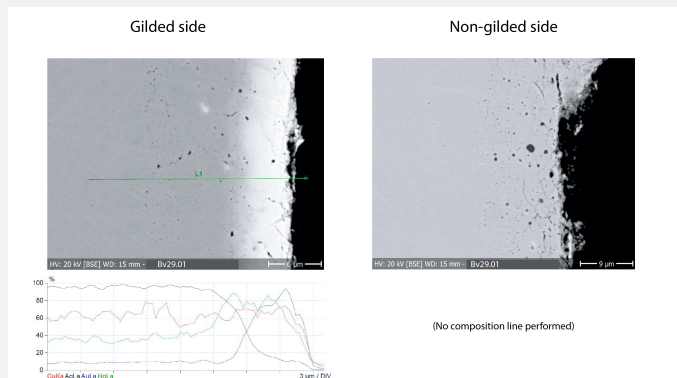 Gilded side
Non-gilded side
L1
HV: 20 kV [BSE] WD: 15 mm - Bv29.01
HV: 20 kV [BSE] WD: 15 mm - Bv29.01
9 µm
%
100
80
60
40
20
0
CuKa AgLa AuLa HgLa
3 µm / DIV
(No composition line performed)